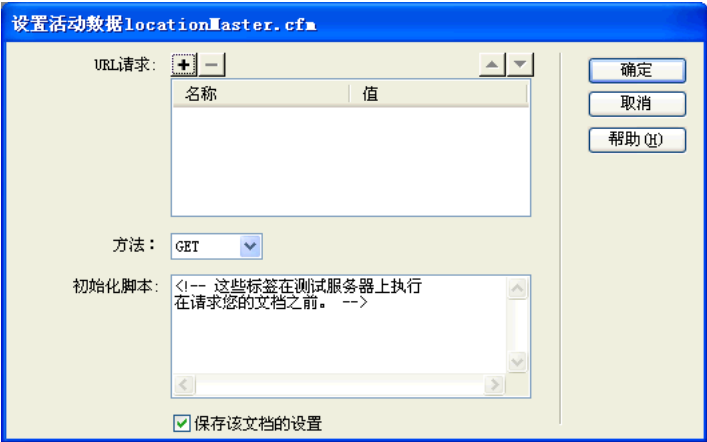 设置活动数据locationMaster.cfm
URL请求:
名称 值
方法：
GET
初始化脚本:
<!-- 这些标签在测试服务器上执行
在请求您的文档之前。 -->
保存该文档的设置
确定
取消
帮助(H)